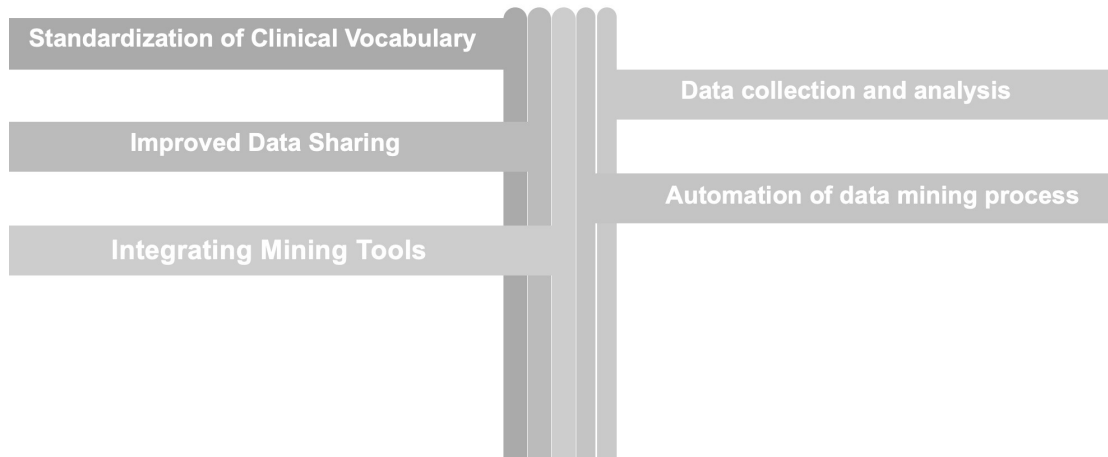 Standardization of Clinical Vocabulary
Data collection and analysis
Improved Data Sharing
Automation of data mining process
Integrating Mining Tools